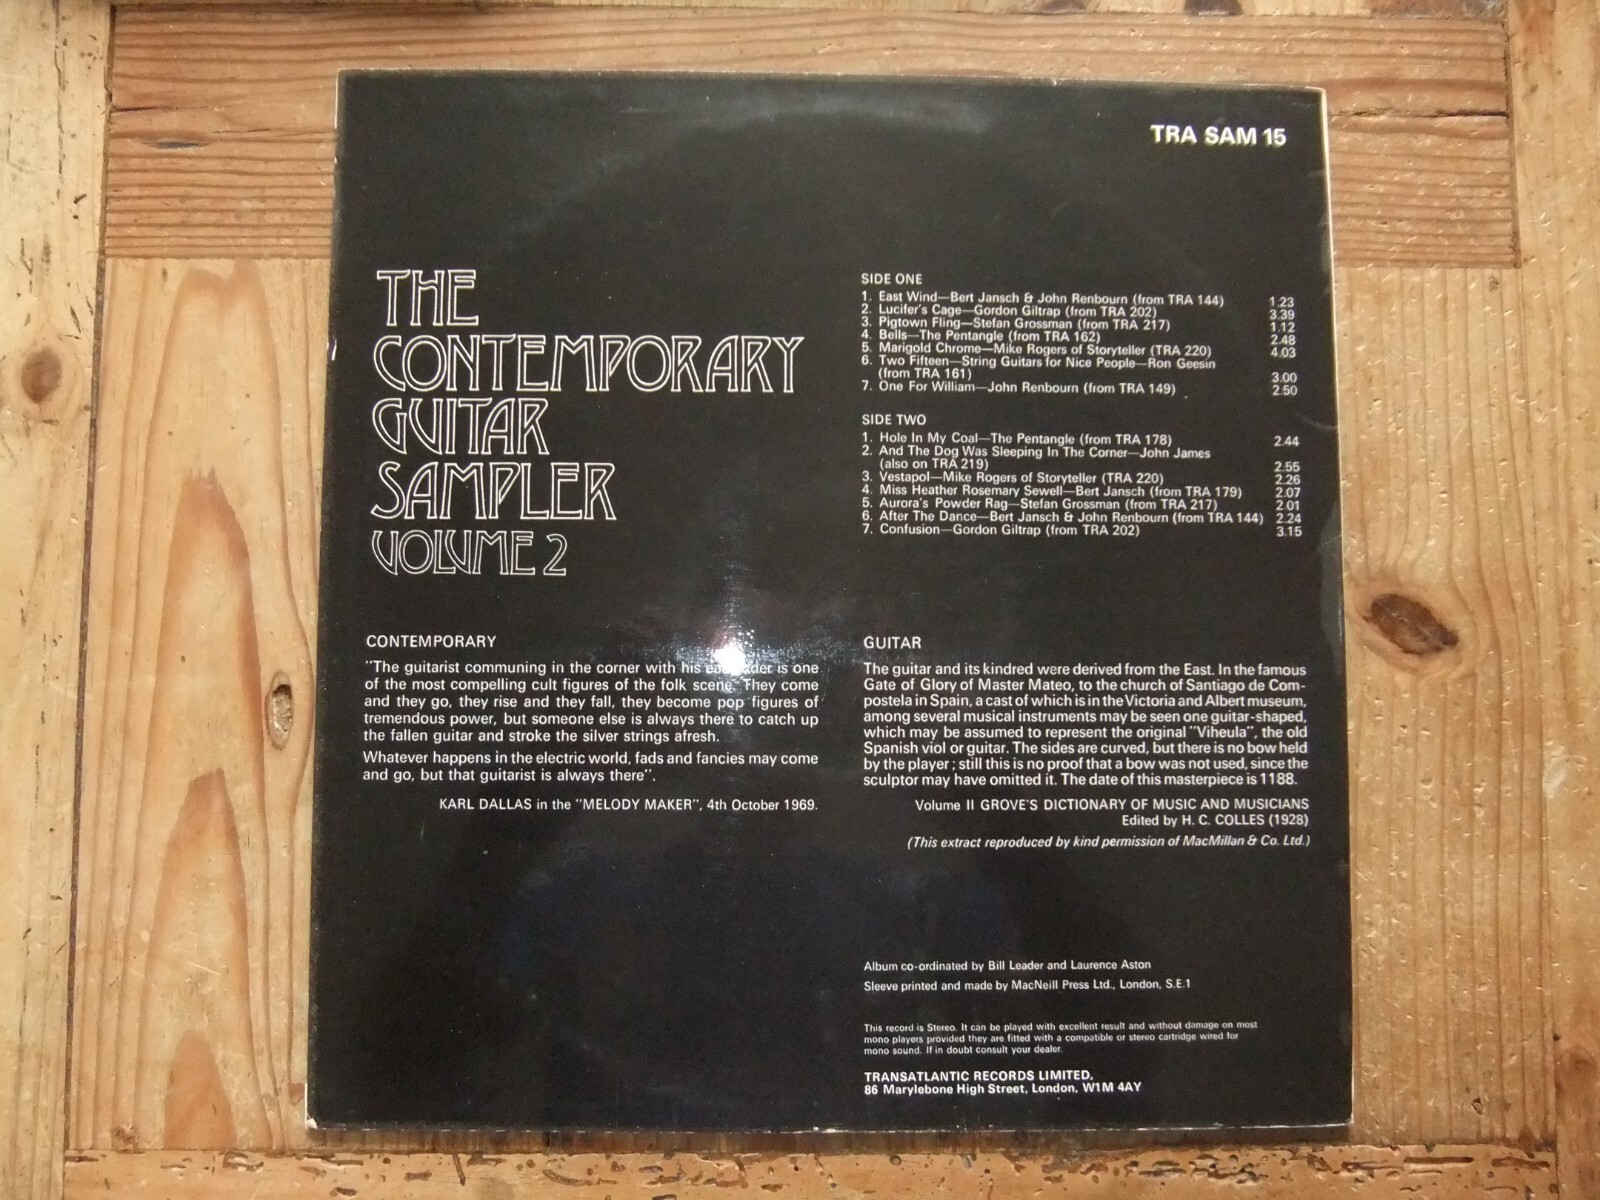 TRA SAM 15
THE
CONTEMPORARY
GUITAR
SAMPLER
VOLUME 2
SIDE ONE
1. East Wind—Bert Jansch & John Renbourn (from TRA 144) 1.23
2. Lucifer's Cage—Gordon Giltrap (from TRA 202) 3.39
3. Pigtown Fling—Stefan Grossman (from TRA 217) 1.12
4. Bells—The Pentangle (from TRA 162) 2.48
5. Marigold Chrome—Mike Rogers of Storyteller (TRA 220) 4.03
6. Two Fifteen—String Guitars for Nice People—Ron Geesin
(from TRA 161) 3.00
7. One For William—John Renbourn (from TRA 149) 2.50
SIDE TWO
1. Hole In My Coal—The Pentangle (from TRA 178) 2.44
2. And The Dog Was Sleeping In The Corner—John James
(also on TRA 219) 2.55
3. Vestapol—Mike Rogers of Storyteller (TRA 220) 2.26
4. Miss Heather Rosemary Sewell—Bert Jansch (from TRA 179) 2.07
5. Aurora's Powder Rag—Stefan Grossman (from TRA 217) 2.01
6. After The Dance—Bert Jansch & John Renbourn (from TRA 144) 2.24
7. Confusion—Gordon Giltrap (from TRA 202) 3.15
CONTEMPORARY
"The guitarist communing in the corner with his is one
of the most compelling cult figures of the folk scene. They come
and they go, they rise and they fall, they become pop figures of
tremendous power, but someone else is always there to catch up
the fallen guitar and stroke the silver strings afresh.
Whatever happens in the electric world, fads and fancies may come
and go, but that guitarist is always there".
KARL DALLAS in the "MELODY MAKER", 4th October 1969.
GUITAR
The guitar and its kindred were derived from the East. In the famous
Gate of Glory of Master Mateo, to the church of Santiago de Com-
postela in Spain, a cast of which is in the Victoria and Albert museum,
among several musical instruments may be seen one guitar-shaped,
which may be assumed to represent the original "Viheula", the old
Spanish viol or guitar. The sides are curved, but there is no bow held
by the player; still this is no proof that a bow was not used, since the
sculptor may have omitted it. The date of this masterpiece is 1188.
Volume II GROVE'S DICTIONARY OF MUSIC AND MUSICIANS
Edited by H. C. COLLES (1928)
(This extract reproduced by kind permission of MacMillan & Co. Ltd.)
Album co-ordinated by Bill Leader and Laurence Aston
Sleeve printed and made by MacNeill Press Ltd., London, S.E.1
This record is Stereo. It can be played with excellent result and without damage on most
mono players provided they are fitted with a compatible or stereo cartridge wired for
mono sound. If in doubt consult your dealer.
TRANSATLANTIC RECORDS LIMITED,
86 Marylebone High Street, London, W1M 4AY